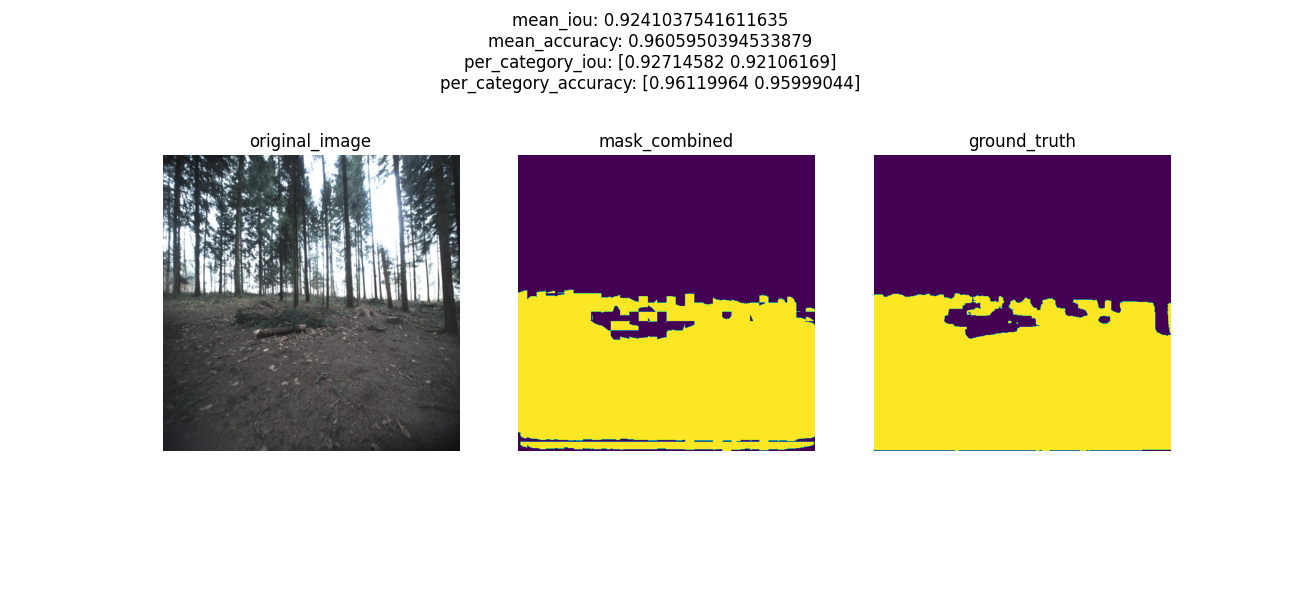 mean_iou: 0.9241037541611635
mean_accuracy: 0.9605950394533879
per_category_iou: [0.92714582 0.92106169]
per_category_accuracy: [0.96119964 0.95999044]
original_image
mask_combined
ground_truth